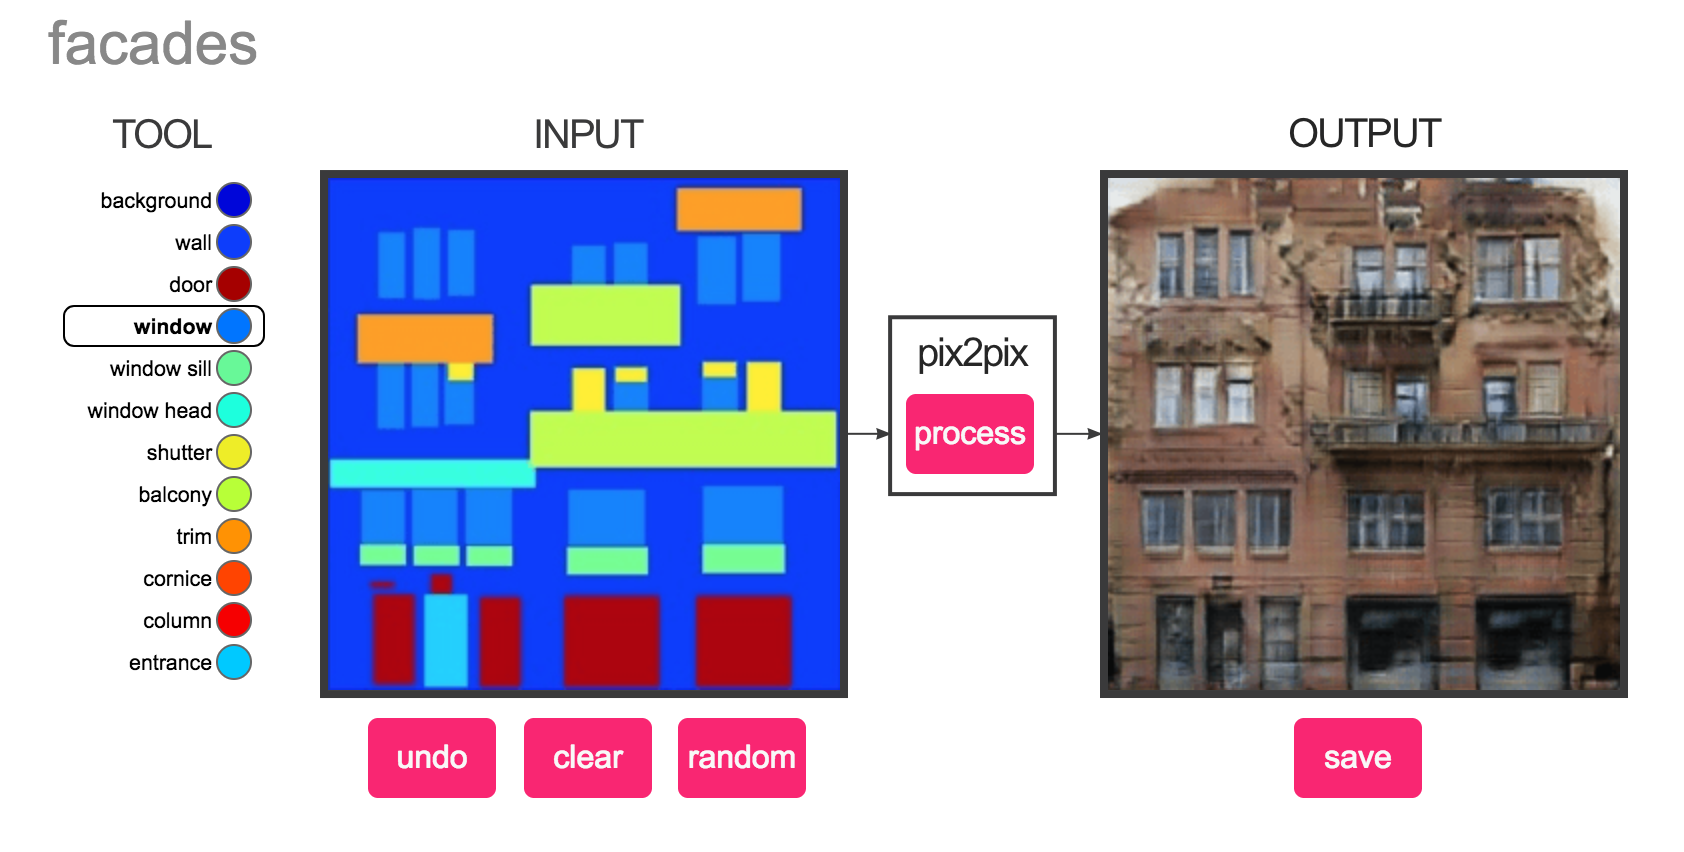 facades
TOOL
INPUT
OUTPUT
background
wall
door
window
window sill
window head
shutter
balcony
trim
cornice
column
entrance
pix2pix
process
undo
clear
random
save